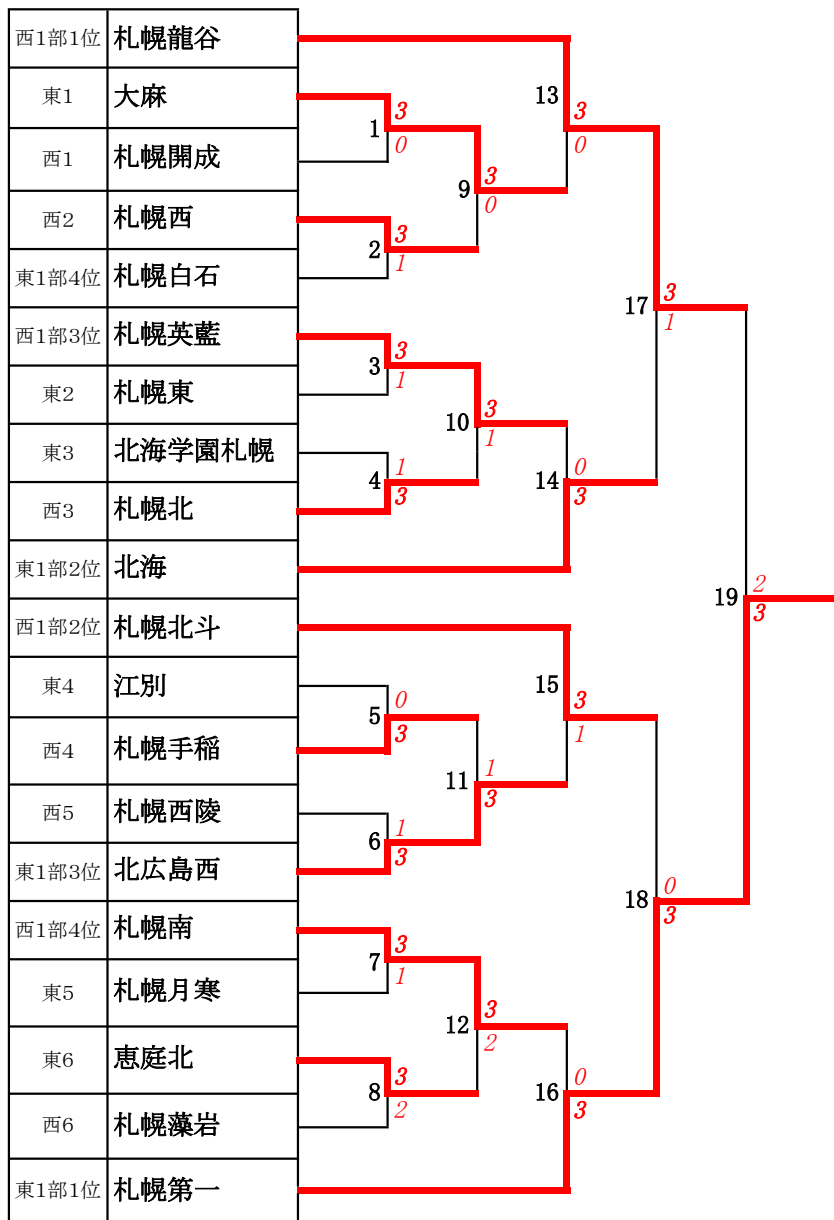 西1部1位 札幌龍谷
東1 大麻
西1 札幌開成
西2 札幌西
東1部4位 札幌白石
西1部3位 札幌英藍
東2 札幌東
東3 北海学園札幌
西3 札幌北
東1部2位 北海
西1部2位 札幌北斗
東4 江別
西4 札幌手稲
西5 札幌西陵
東1部3位 北広島西
西1部4位 札幌南
東5 札幌月寒
東6 恵庭北
西6 札幌藻岩
東1部1位 札幌第一
1 3 0
2 3 1
3 3 1
4 1 3
5 0 3
6 1 3
7 3 1
8 3 2
9 3 0
10 3 1
11 1 3
12 3 2
13 3 0
14 0 3
15 3 1
16 0 3
17 3 1
18 0 3
19 2 3